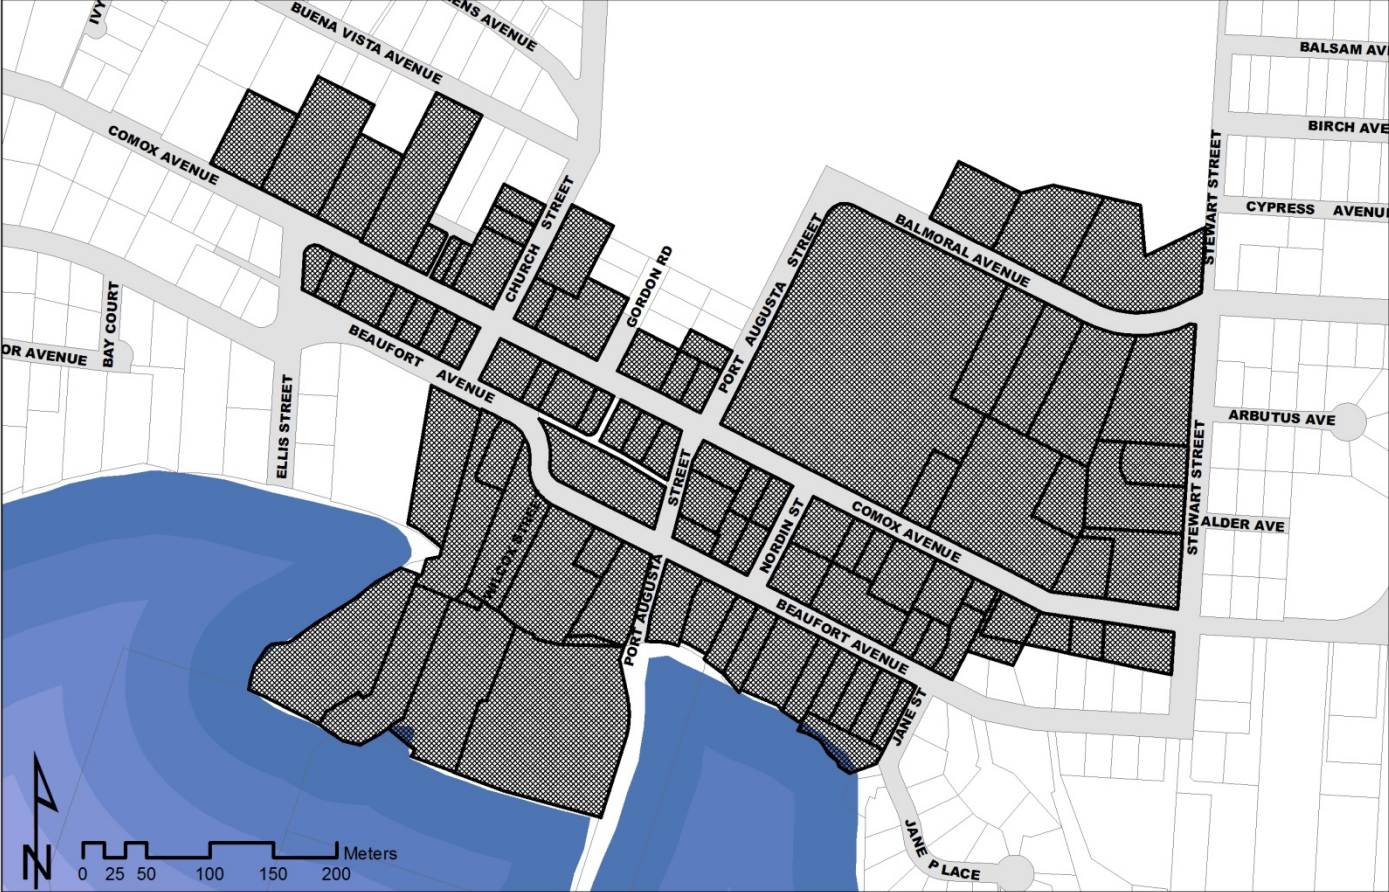 IVY
ENS AVENUE
BUENA VISTA AVENUE
BALSAM AV
BIRCH AVE
COMOX AVENUE
STEWART STREET
CYPRESS AVENUE
CHURCH STREET
BALMORAL AVENUE
GORDON RD
PORT AUGUSTA STREET
BAY COURT
OR AVENUE
BEAUFORT AVENUE
ELLIS STREET
ARBUTUS AVE
STREET
STEWART STREET
COMOX AVENUE
NORDIN ST
ALDER AVE
WILCOX STREET
PORT AUGUSTA
BEAUFORT AVENUE
JANE ST
JANE PLACE
N
Meters
0 25 50 100 150 200